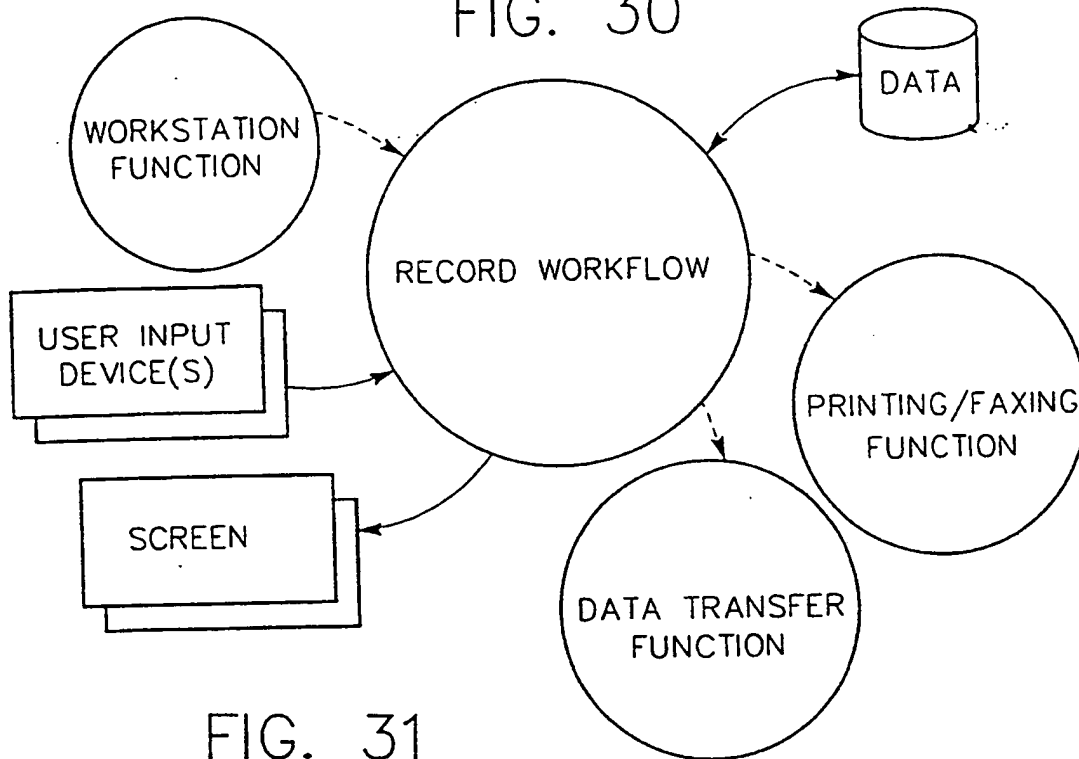 FIG. 30
WORKSTATION
FUNCTION
DATA
RECORD WORKFLOW
USER INPUT
DEVICE(S)
PRINTING/FAXING
FUNCTION
SCREEN
DATA TRANSFER
FUNCTION
FIG. 31